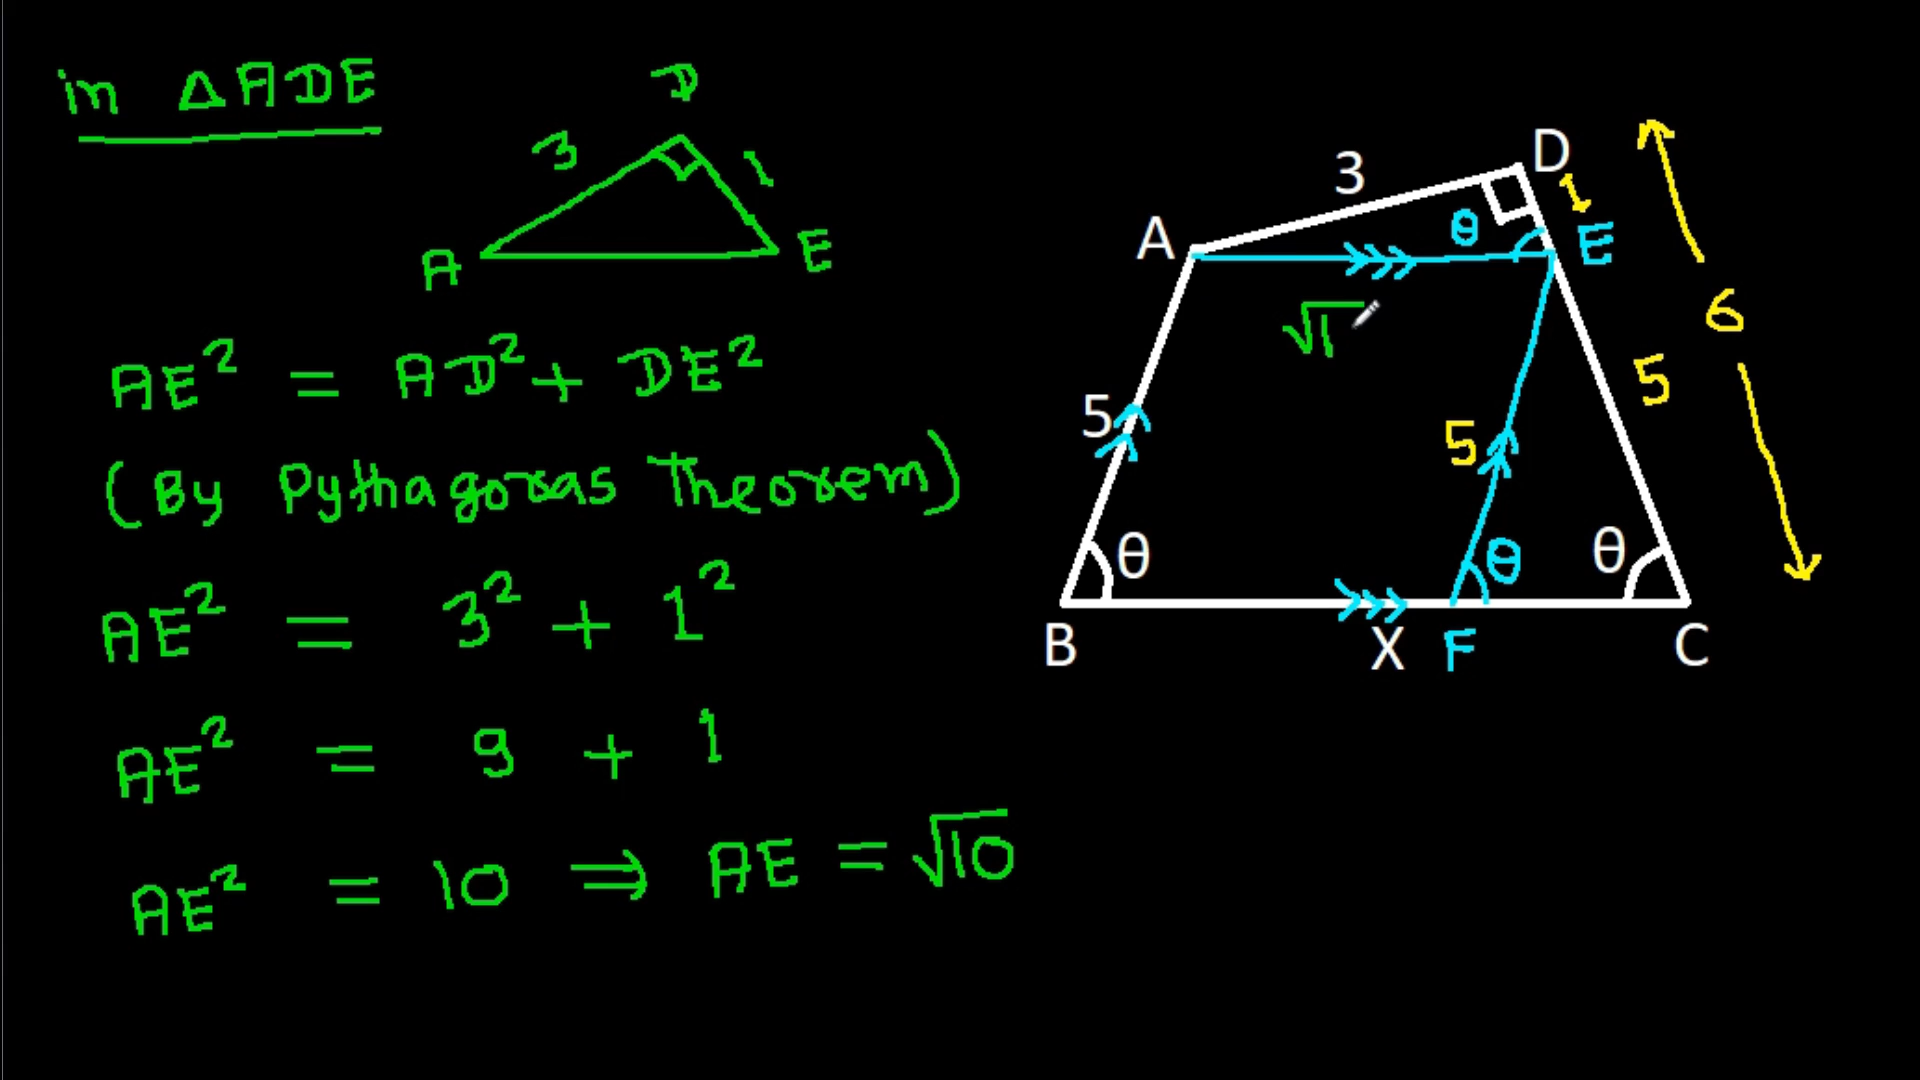 in △ADE
D
3
1
A
E
AE² = AD² + DE²
(By Pythagoras Theorem)
AE² = 3² + 1²
AE² = 9 + 1
AE² = 10 ⇒ AE = √10
D
3
1
A
θ
E
√1
6
5
5
5
θ
θ
θ
B
X
F
C